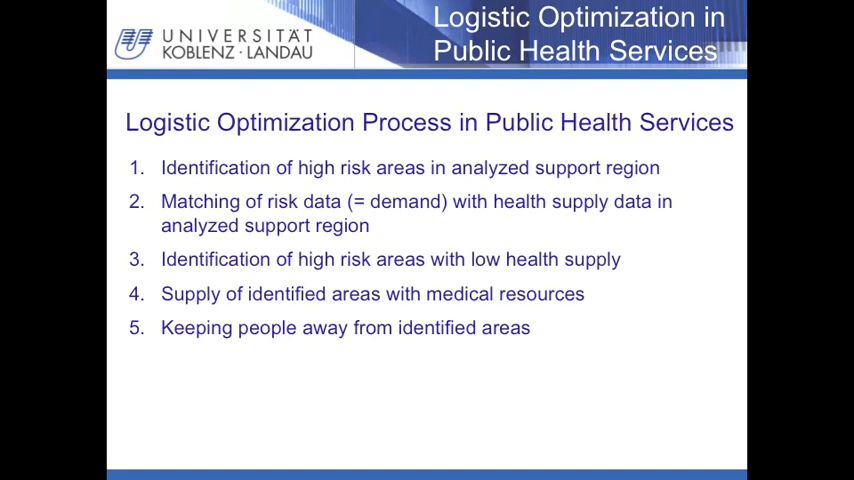 UNIVERSITÄT
KOBLENZ · LANDAU
Logistic Optimization in
Public Health Services
Logistic Optimization Process in Public Health Services
1. Identification of high risk areas in analyzed support region
2. Matching of risk data (= demand) with health supply data in
analyzed support region
3. Identification of high risk areas with low health supply
4. Supply of identified areas with medical resources
5. Keeping people away from identified areas